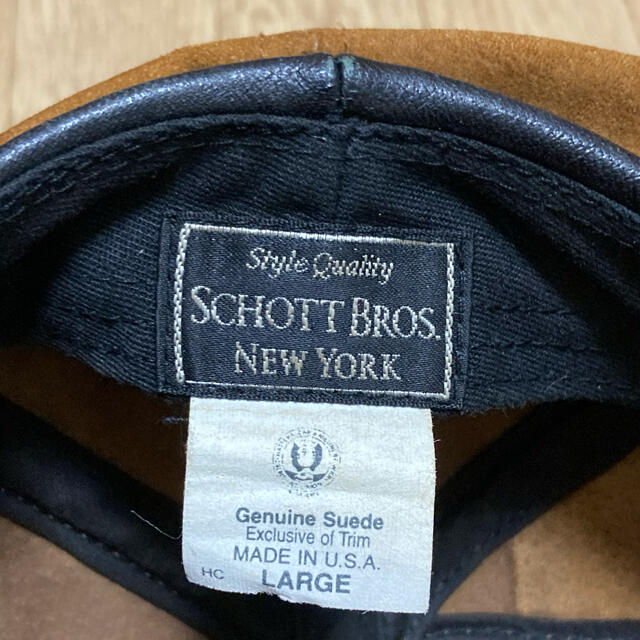 Style Quality
SCHOTT BROS.
NEW YORK
Genuine Suede
Exclusive of Trim
MADE IN U.S.A.
HC LARGE